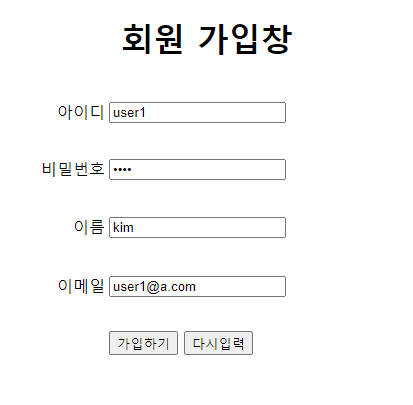 회원 가입창
아이디 user1
비밀번호 ••••
이름 kim
이메일 user1@a.com
가입하기 다시입력